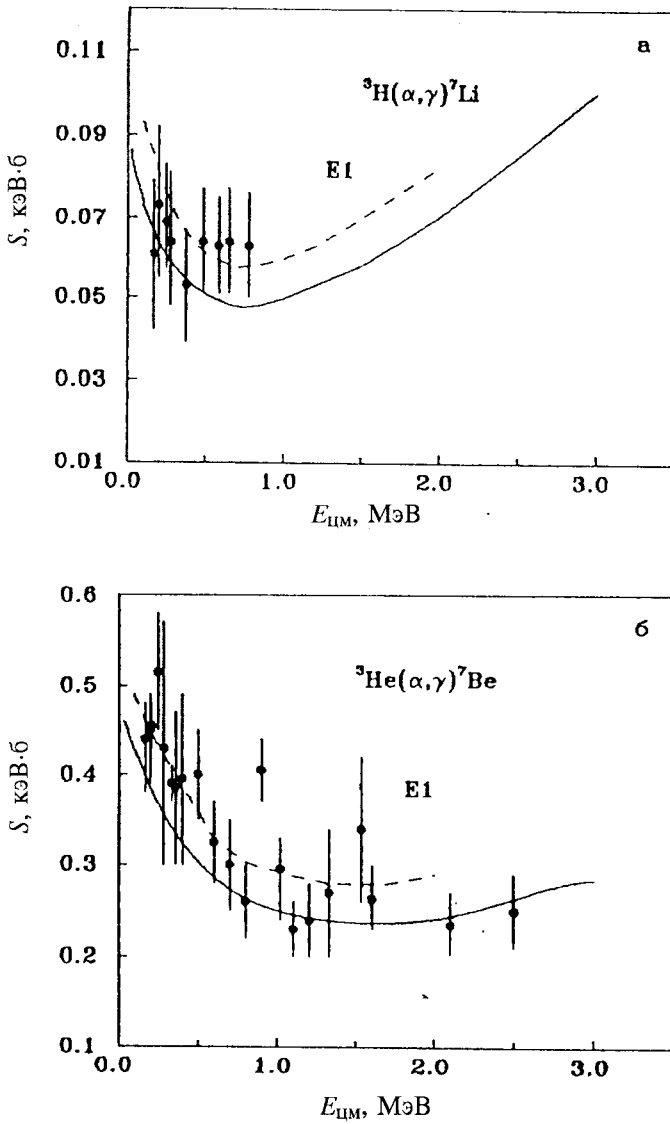 0.11
а
³H(α,γ)⁷Li
0.09
E1
S, кэВ·б
0.07
0.05
0.03
0.01
0.0
1.0
2.0
3.0
E_ЦМ, МэВ
0.6
б
³He(α,γ)⁷Be
0.5
E1
S, кэВ·б
0.4
0.3
0.2
0.1
0.0
1.0
2.0
3.0
E_ЦМ, МэВ